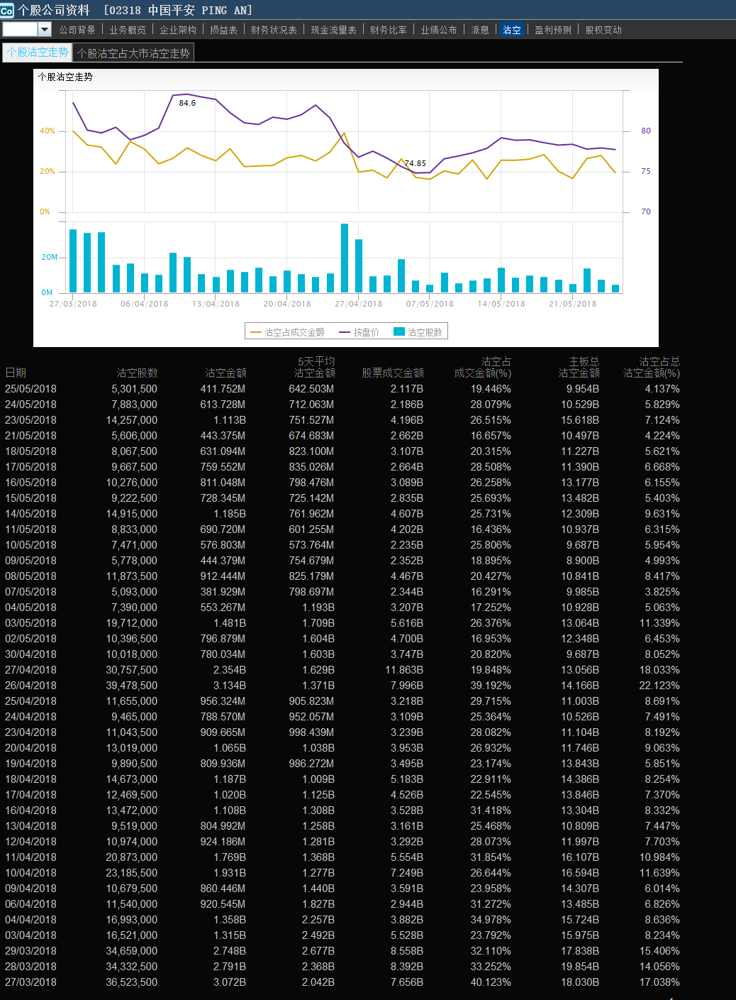 Co 个股公司资料 [02318 中国平安 PING AN]
公司背景 业务概览 企业架构 损益表 财务状况表 现金流量表 财务比率 业绩公布 派息 沽空 盈利预测 股权变动
个股沽空走势 个股沽空占大市沽空走势
个股沽空走势
84.6
40% 80
74.85
20% 75
0% 70
20M
0M
27/03/2018 06/04/2018 13/04/2018 20/04/2018 27/04/2018 07/05/2018 14/05/2018 21/05/2018
沽空占成交金额 按盘价 沽空股数
5天平均 沽空占 主板总 沽空占总
日期 沽空股数 沽空金额 沽空金额 股票成交金额 成交金额(%) 沽空金额 沽空金额(%)
25/05/2018 5,301,500 411.752M 642.503M 2.117B 19.446% 9.954B 4.137%
24/05/2018 7,883,000 613.728M 712.063M 2.186B 28.079% 10.529B 5.829%
23/05/2018 14,257,000 1.113B 751.527M 4.196B 26.515% 15.618B 7.124%
21/05/2018 5,606,000 443.375M 674.683M 2.662B 16.657% 10.497B 4.224%
18/05/2018 8,067,500 631.094M 823.100M 3.107B 20.315% 11.227B 5.621%
17/05/2018 9,667,500 759.552M 835.026M 2.664B 28.508% 11.390B 6.668%
16/05/2018 10,276,000 811.048M 798.476M 3.089B 26.258% 13.177B 6.155%
15/05/2018 9,222,500 728.345M 725.142M 2.835B 25.693% 13.482B 5.403%
14/05/2018 14,915,000 1.185B 761.962M 4.607B 25.731% 12.309B 9.631%
11/05/2018 8,833,000 690.720M 601.255M 4.202B 16.436% 10.937B 6.315%
10/05/2018 7,471,000 576.803M 573.764M 2.235B 25.806% 9.687B 5.954%
09/05/2018 5,778,000 444.379M 754.679M 2.352B 18.895% 8.900B 4.993%
08/05/2018 11,873,500 912.444M 825.179M 4.467B 20.427% 10.841B 8.417%
07/05/2018 5,093,000 381.929M 798.697M 2.344B 16.291% 9.985B 3.825%
04/05/2018 7,390,000 553.267M 1.193B 3.207B 17.252% 10.928B 5.063%
03/05/2018 19,712,000 1.481B 1.709B 5.616B 26.376% 13.064B 11.339%
02/05/2018 10,396,500 796.879M 1.604B 4.700B 16.953% 12.348B 6.453%
30/04/2018 10,018,000 780.034M 1.603B 3.747B 20.820% 9.687B 8.052%
27/04/2018 30,757,500 2.354B 1.629B 11.863B 19.848% 13.056B 18.033%
26/04/2018 39,478,500 3.134B 1.371B 7.996B 39.192% 14.166B 22.123%
25/04/2018 11,655,000 956.324M 905.823M 3.218B 29.715% 11.003B 8.691%
24/04/2018 9,465,000 788.570M 952.057M 3.109B 25.364% 10.526B 7.491%
23/04/2018 11,043,500 909.665M 998.439M 3.239B 28.082% 11.104B 8.192%
20/04/2018 13,019,000 1.065B 1.038B 3.953B 26.932% 11.746B 9.063%
19/04/2018 9,890,500 809.936M 986.272M 3.495B 23.174% 13.843B 5.851%
18/04/2018 14,673,000 1.187B 1.009B 5.183B 22.911% 14.386B 8.254%
17/04/2018 12,469,500 1.020B 1.125B 4.526B 22.545% 13.846B 7.370%
16/04/2018 13,472,000 1.108B 1.308B 3.528B 31.418% 13.304B 8.332%
13/04/2018 9,519,000 804.992M 1.258B 3.161B 25.468% 10.809B 7.447%
12/04/2018 10,974,000 924.186M 1.281B 3.292B 28.073% 11.997B 7.703%
11/04/2018 20,873,000 1.769B 1.368B 5.554B 31.854% 16.107B 10.984%
10/04/2018 23,185,500 1.931B 1.277B 7.249B 26.644% 16.594B 11.639%
09/04/2018 10,679,500 860.446M 1.440B 3.591B 23.958% 14.307B 6.014%
06/04/2018 11,540,000 920.545M 1.827B 2.944B 31.272% 13.485B 6.826%
04/04/2018 16,993,000 1.358B 2.257B 3.882B 34.978% 15.724B 8.636%
03/04/2018 16,521,000 1.315B 2.492B 5.528B 23.792% 15.975B 8.234%
29/03/2018 34,659,000 2.748B 2.677B 8.558B 32.110% 17.838B 15.406%
28/03/2018 34,332,500 2.791B 2.368B 8.392B 33.252% 19.854B 14.056%
27/03/2018 36,523,500 3.072B 2.042B 7.656B 40.123% 18.030B 17.038%